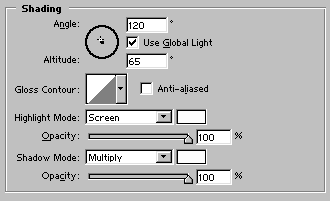 Shading
Angle: 120 °
Use Global Light
Altitude: 65 °
Gloss Contour: Anti-aliased
Highlight Mode: Screen
Opacity: 100 %
Shadow Mode: Multiply
Opacity: 100 %